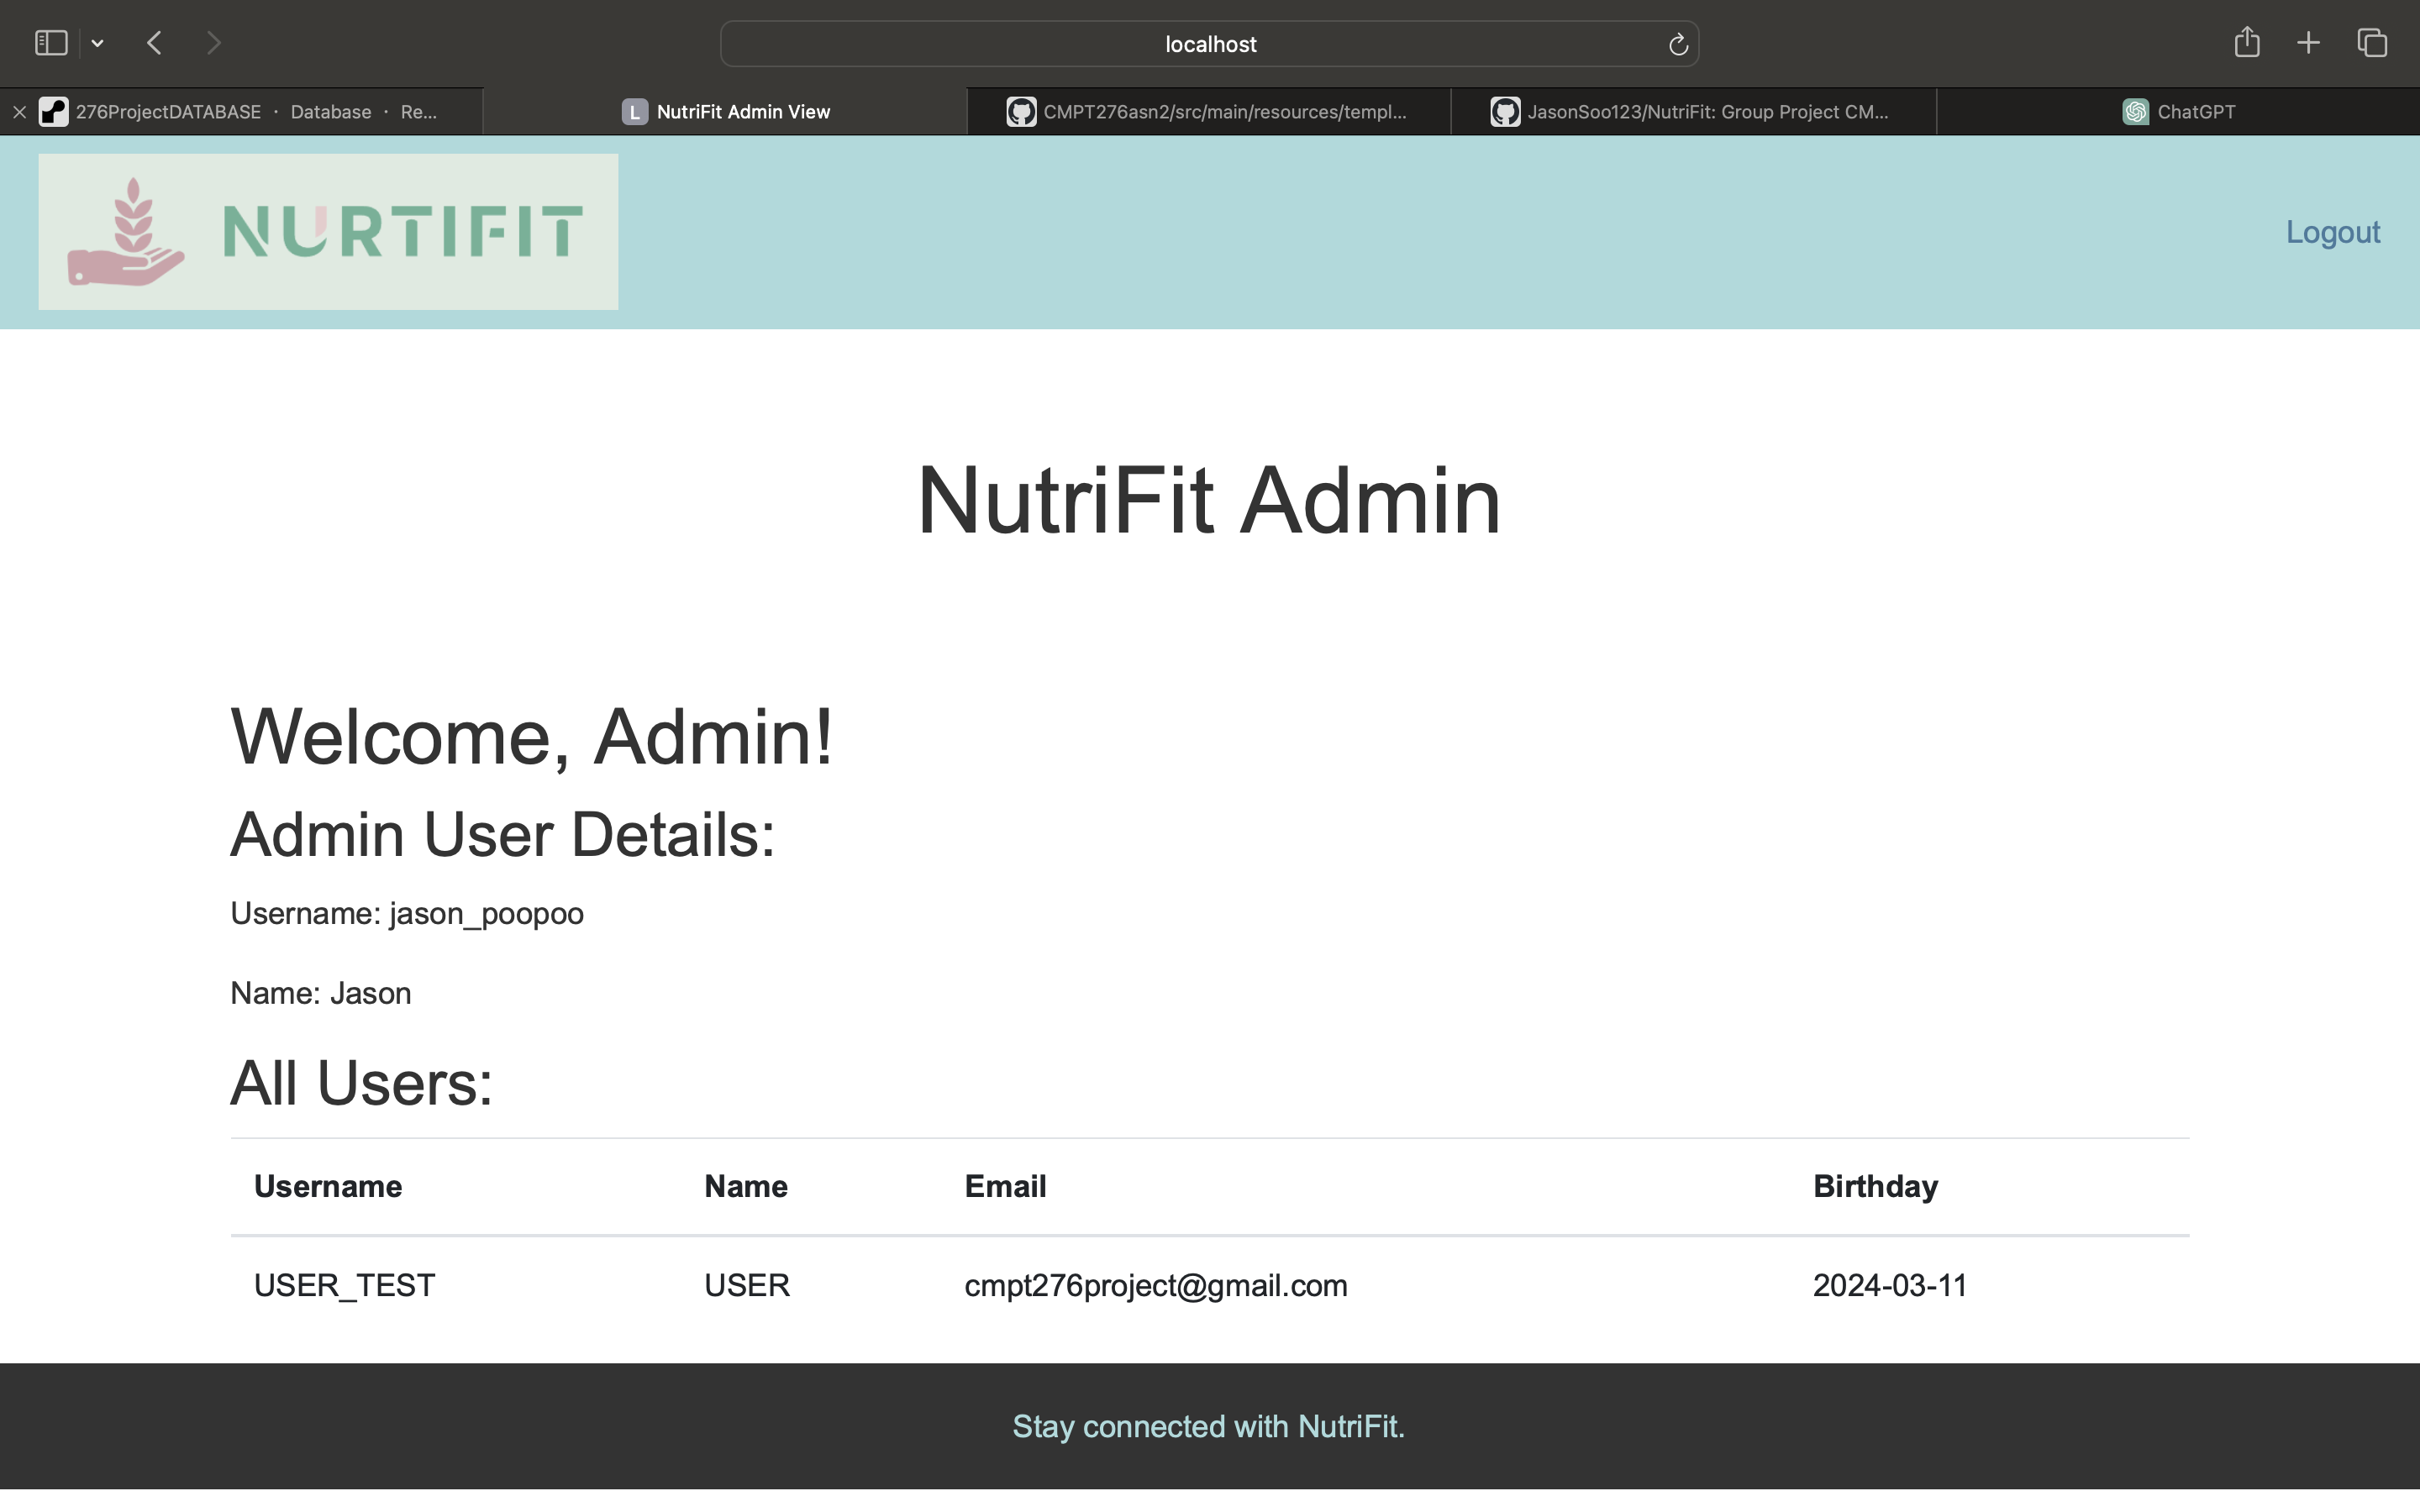 localhost
276ProjectDATABASE · Database · Re...
L NutriFit Admin View
CMPT276asn2/src/main/resources/templ...
JasonSoo123/NutriFit: Group Project CM...
ChatGPT
NURTIFIT
Logout
NutriFit Admin
Welcome, Admin!
Admin User Details:
Username: jason_poopoo
Name: Jason
All Users:
Username Name Email Birthday
USER_TEST USER cmpt276project@gmail.com 2024-03-11
Stay connected with NutriFit.